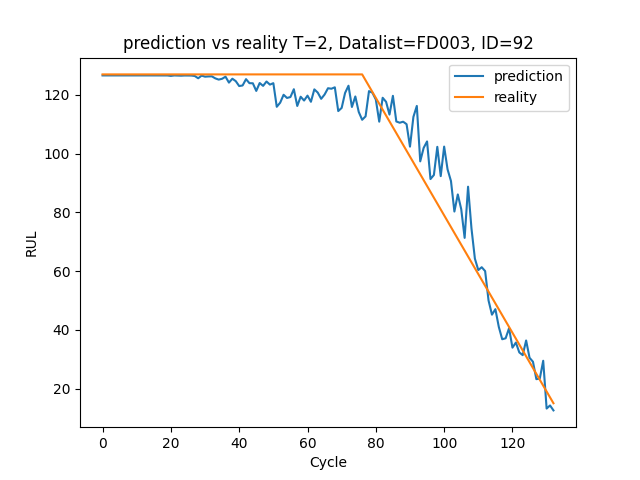 prediction vs reality T=2, Datalist=FD003, ID=92
prediction
reality
120
100
80
60
40
20
RUL
0
20
40
60
80
100
120
Cycle